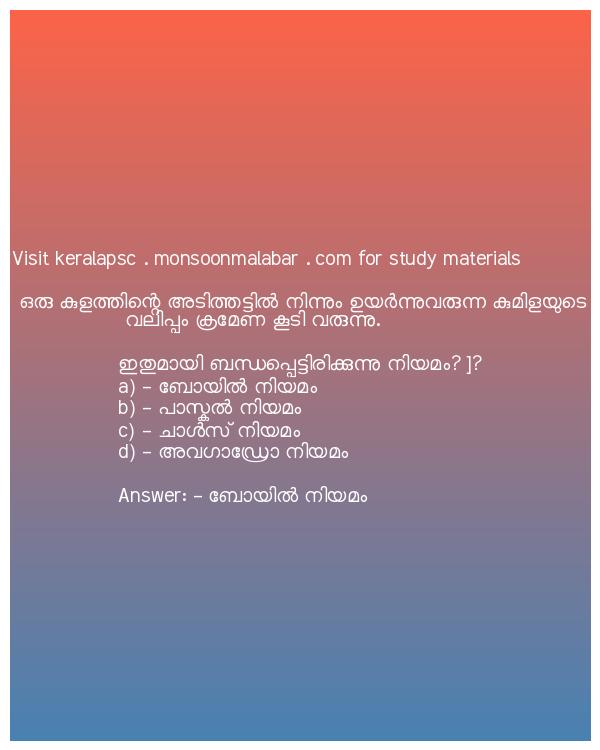 Visit keralapsc . monsoonmalabar . com for study materials
ഒരു കുളത്തിന്റെ അടിത്തട്ടിൽ നിന്നും ഉയർന്നുവരുന്ന കുമിളയുടെ
വലിപ്പം ക്രമേണ കൂടി വരുന്നു.
ഇതുമായി ബന്ധപ്പെട്ടിരിക്കുന്നു നിയമം? ]?
a) – ബോയിൽ നിയമം
b) – പാസ്കൽ നിയമം
c) – ചാൾസ് നിയമം
d) – അവഗാഡ്രോ നിയമം
Answer: – ബോയിൽ നിയമം